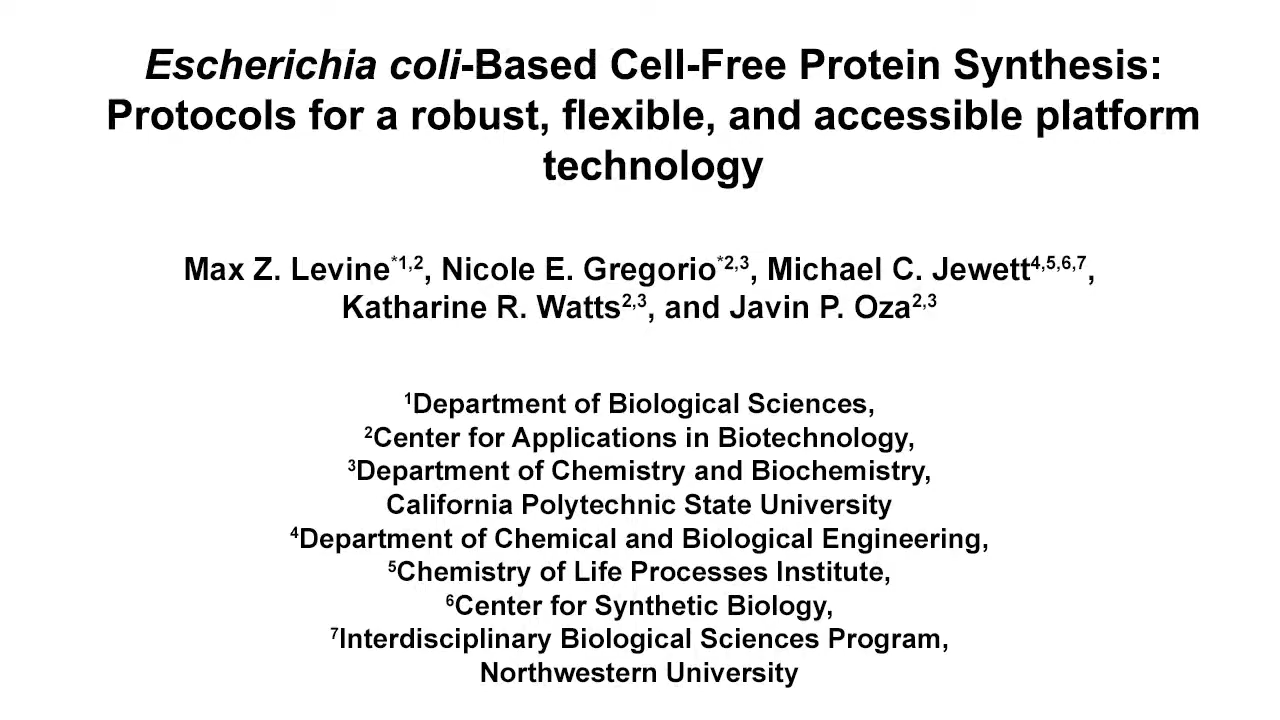 Escherichia coli-Based Cell-Free Protein Synthesis:
Protocols for a robust, flexible, and accessible platform
technology
Max Z. Levine*1,2, Nicole E. Gregorio*2,3, Michael C. Jewett4,5,6,7,
Katharine R. Watts2,3, and Javin P. Oza2,3
1Department of Biological Sciences,
2Center for Applications in Biotechnology,
3Department of Chemistry and Biochemistry,
California Polytechnic State University
4Department of Chemical and Biological Engineering,
5Chemistry of Life Processes Institute,
6Center for Synthetic Biology,
7Interdisciplinary Biological Sciences Program,
Northwestern University